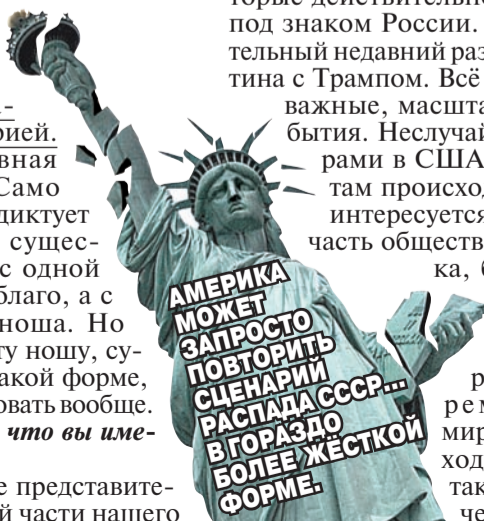 -
рией.
вная
Само
диктует
сущес-
с одной
благо, а с
ноша. Но
ту ношу, су-
акой форме,
овать вообще.
что вы име-
е представите-
й части нашего
АМЕРИКА
МОЖЕТ
ЗАПРОСТО
ПОВТОРИТЬ
СЦЕНАРИЙ
РАСПАДА СССР...
В ГОРАЗДО
БОЛЕЕ ЖЁСТКОЙ
ФОРМЕ.
торые действительно
под знаком России.
тельный недавний раз
тина с Трампом. Всё
важные, масшта
бытия. Неслучай
рами в США
там происход
интересуется
часть обществ
ка, б
р
рем
мир
ход
так
че